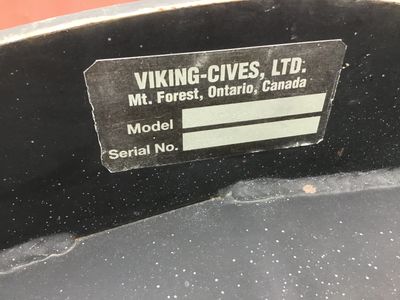 VIKING-CIVES, LTD.
Mt. Forest, Ontario, Canada
Model
Serial No.